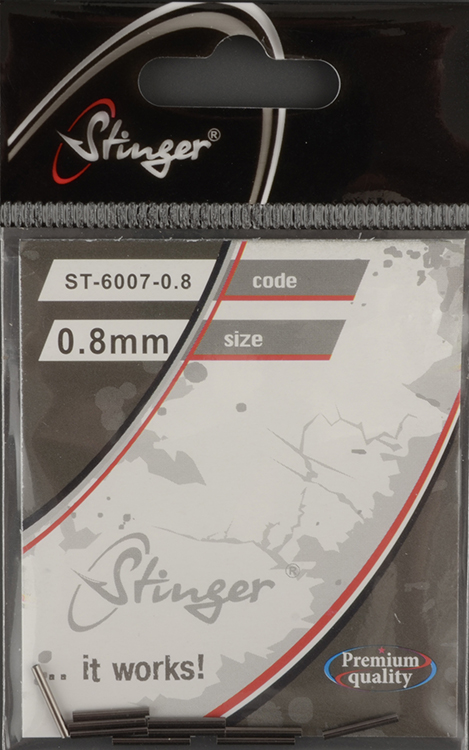 Stinger®
ST-6007-0.8 code
0.8mm size
Stinger®
... it works!
Premium
quality